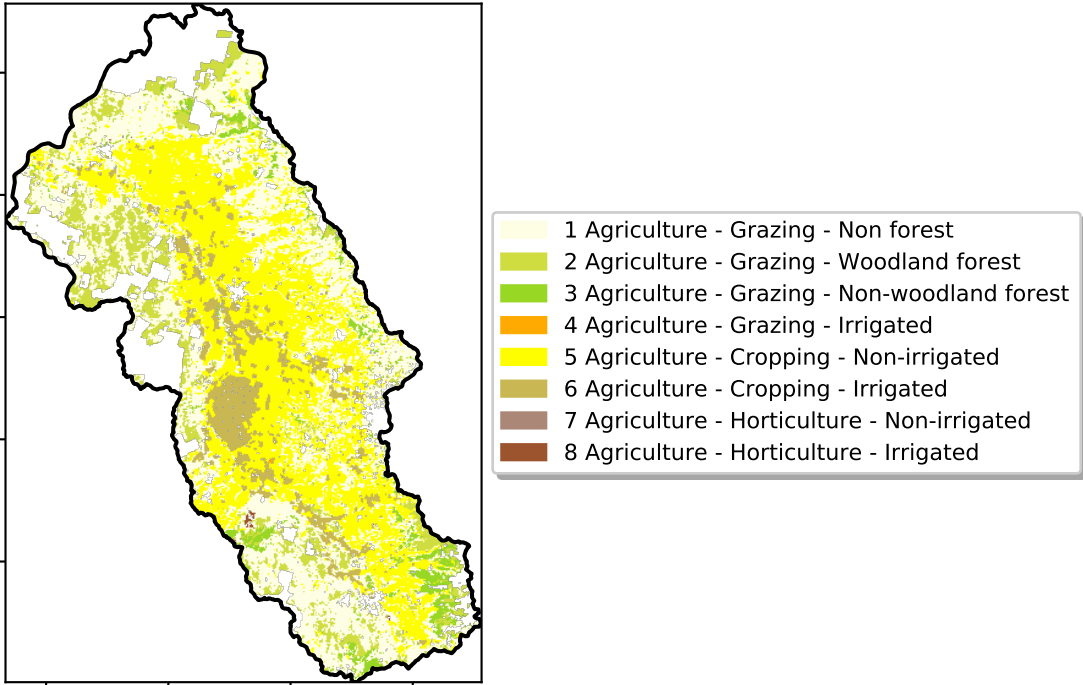 1 Agriculture - Grazing - Non forest
2 Agriculture - Grazing - Woodland forest
3 Agriculture - Grazing - Non-woodland forest
4 Agriculture - Grazing - Irrigated
5 Agriculture - Cropping - Non-irrigated
6 Agriculture - Cropping - Irrigated
7 Agriculture - Horticulture - Non-irrigated
8 Agriculture - Horticulture - Irrigated